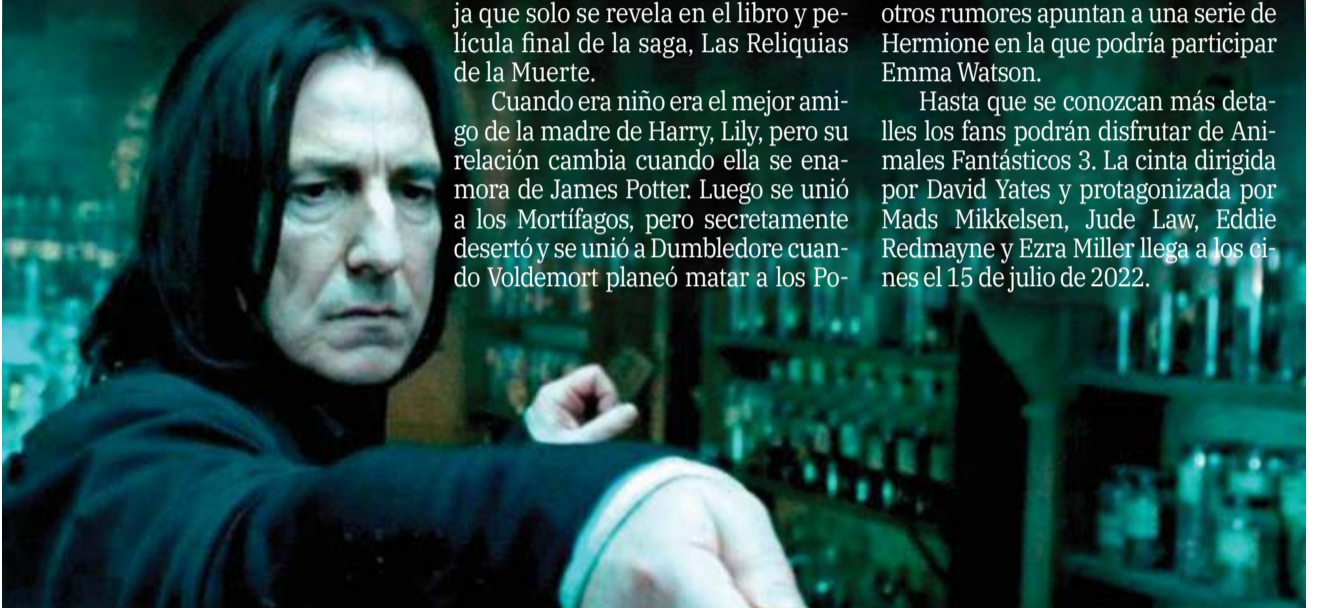 ja que solo se revela en el libro y pe-
lícula final de la saga, Las Reliquias
de la Muerte.
Cuando era niño era el mejor ami-
go de la madre de Harry, Lily, pero su
relación cambia cuando ella se ena-
mora de James Potter. Luego se unió
a los Mortífagos, pero secretamente
desertó y se unió a Dumbledore cuan-
do Voldemort planeó matar a los Po-
otros rumores apuntan a una serie de
Hermione en la que podría participar
Emma Watson.
Hasta que se conozcan más deta-
lles los fans podrán disfrutar de Ani-
males Fantásticos 3. La cinta dirigida
por David Yates y protagonizada por
Mads Mikkelsen, Jude Law, Eddie
Redmayne y Ezra Miller llega a los ci-
nes el 15 de julio de 2022.